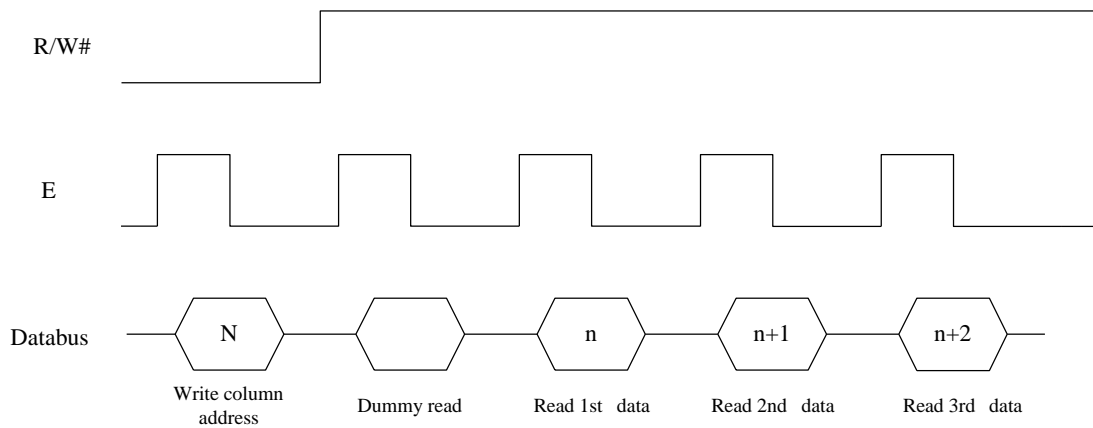 R/W#
E
Databus
N
n
n+1
n+2
Write column
address
Dummy read
Read 1st data
Read 2nd data
Read 3rd data